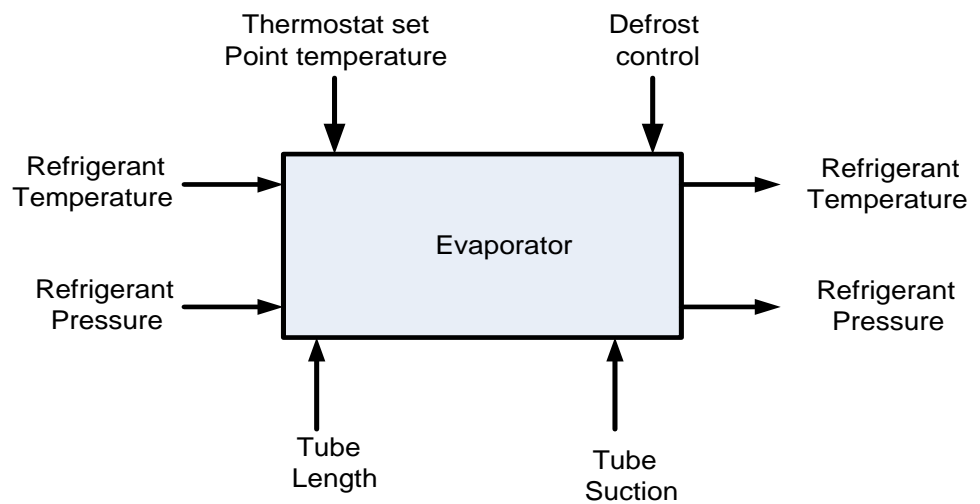 Thermostat set
Point temperature
Defrost
control
Refrigerant
Temperature
Evaporator
Refrigerant
Temperature
Refrigerant
Pressure
Refrigerant
Pressure
Tube
Length
Tube
Suction